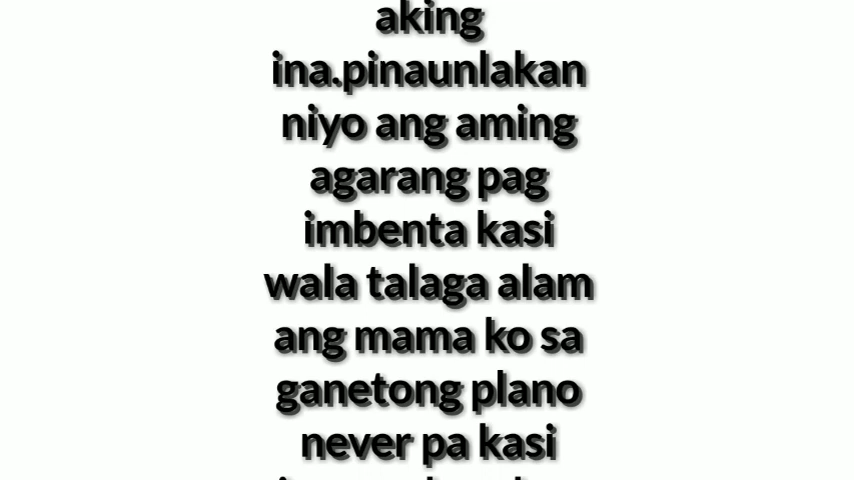 aking
ina.pinaunlakan
niyo ang aming
agarang pag
imbenta kasi
wala talaga alam
ang mama ko sa
ganetong plano
never pa kasi